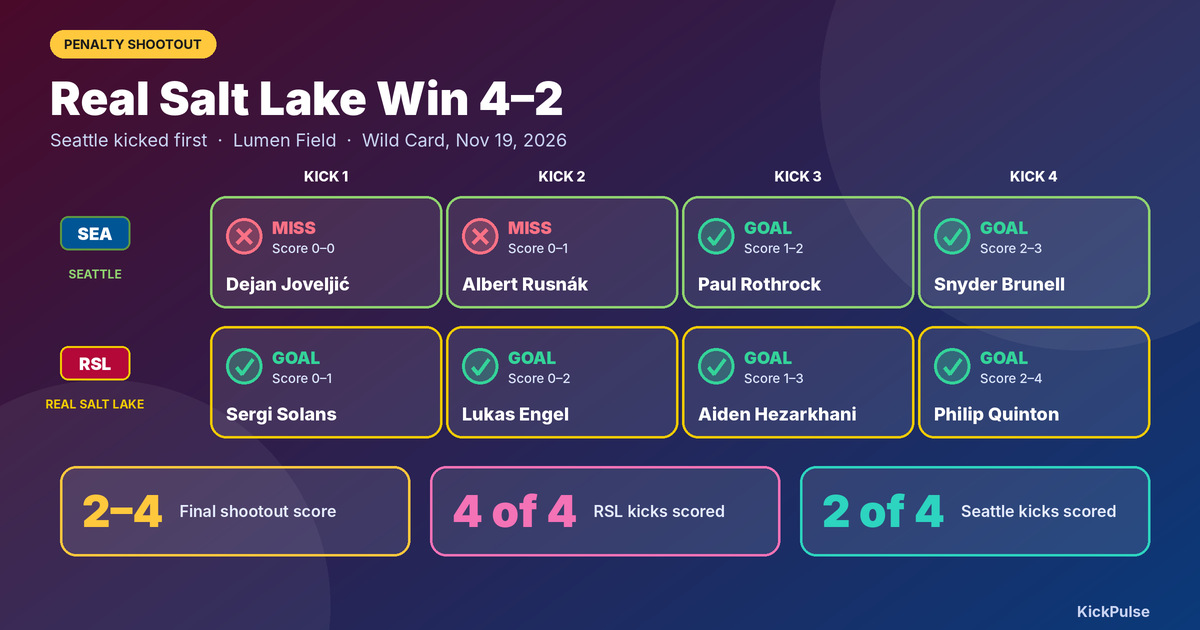 PENALTY SHOOTOUT
Real Salt Lake Win 4–2
Seattle kicked first · Lumen Field · Wild Card, Nov 19, 2026
KICK 1
KICK 2
KICK 3
KICK 4
SEA
SEATTLE
MISS
Score 0–0
Dejan Joveljić
MISS
Score 0–1
Albert Rusnák
GOAL
Score 1–2
Paul Rothrock
GOAL
Score 2–3
Snyder Brunell
RSL
REAL SALT LAKE
GOAL
Score 0–1
Sergi Solans
GOAL
Score 0–2
Lukas Engel
GOAL
Score 1–3
Aiden Hezarkhani
GOAL
Score 2–4
Philip Quinton
2–4 Final shootout score
4 of 4 RSL kicks scored
2 of 4 Seattle kicks scored
KickPulse